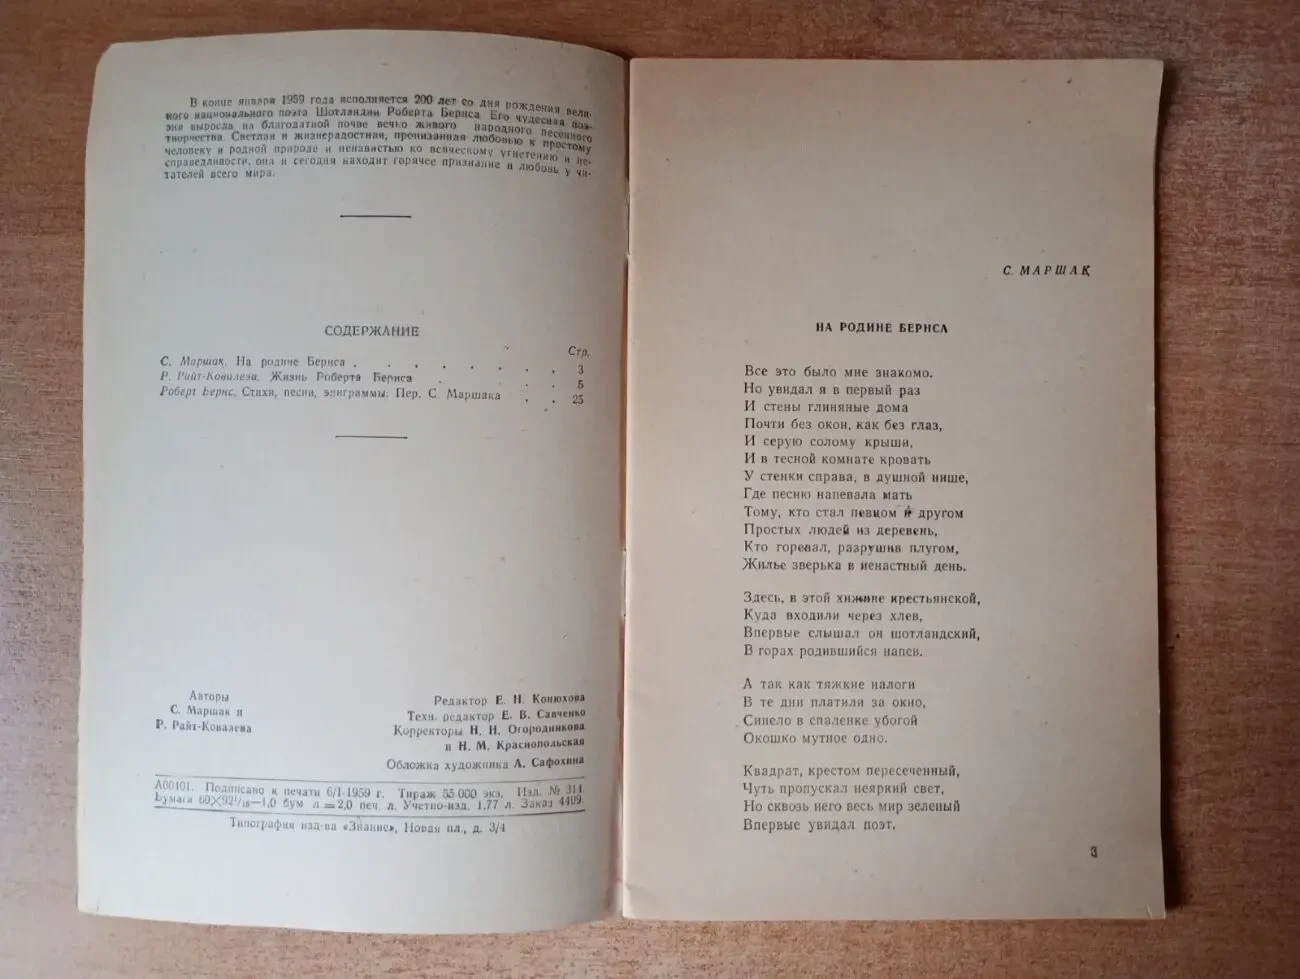 В конце января 1959 года исполняется 200 лет со дня рождения вели-
кого национального поэта Шотландии Роберта Бернса Его чудесная поэ-
зия выросла на благодатной почве вечно живого народного песенного
творчества. Светлая и жизнерадостная, пронизанная любовью к простому
человеку и родной природе и ненавистью ко всяческому угнетению и не-
справедливости, она и сегодня находит горячее признание и любовь у чи-
тателей всего мира.
СОДЕРЖАНИЕ
Стр.
С. Маршак. На родине Бернса . . . . . . . . 3
Р. Райт-Ковалева. Жизнь Роберта Бернса . . . . . 5
Роберт Бернс. Стихи, песни, эпиграммы. Пер. С. Маршака . . 25
Авторы
С. Маршак и
Р. Райт-Ковалева
Редактор Е. Н. Конюхова
Техн. редактор Е. В. Савченко
Корректоры Н. И. Огородникова
и Н. М. Краснопольская
Обложка художника А. Сафохина
А00101. Подписано к печати 6/I-1959 г. Тираж 55 000 экз. Изд. № 314.
Бумага 60×92¹/₁₆—1,0 бум л=2,0 печ. л. Учетно-изд. 1,77 л. Заказ 4409.
Типография изд-ва «Знание», Новая пл., д. 3/4
С. МАРШАК
НА РОДИНЕ БЕРНСА
Все это было мне знакомо.
Но увидал я в первый раз
И стены глиняные дома
Почти без окон, как без глаз,
И серую солому крыши,
И в тесной комнате кровать
У стенки справа, в душной нише,
Где песню напевала мать
Тому, кто стал певцом и другом
Простых людей из деревень,
Кто горевал, разрушив плугом,
Жилье зверька в ненастный день.
Здесь, в этой хижине крестьянской,
Куда входили через хлев,
Впервые слышал он шотландский,
В горах родившийся напев.
А так как тяжкие налоги
В те дни платили за окно,
Синело в спаленке убогой
Окошко мутное одно.
Квадрат, крестом пересеченный,
Чуть пропускал неяркий свет,
Но сквозь него весь мир зеленый
Впервые увидал поэт.
3